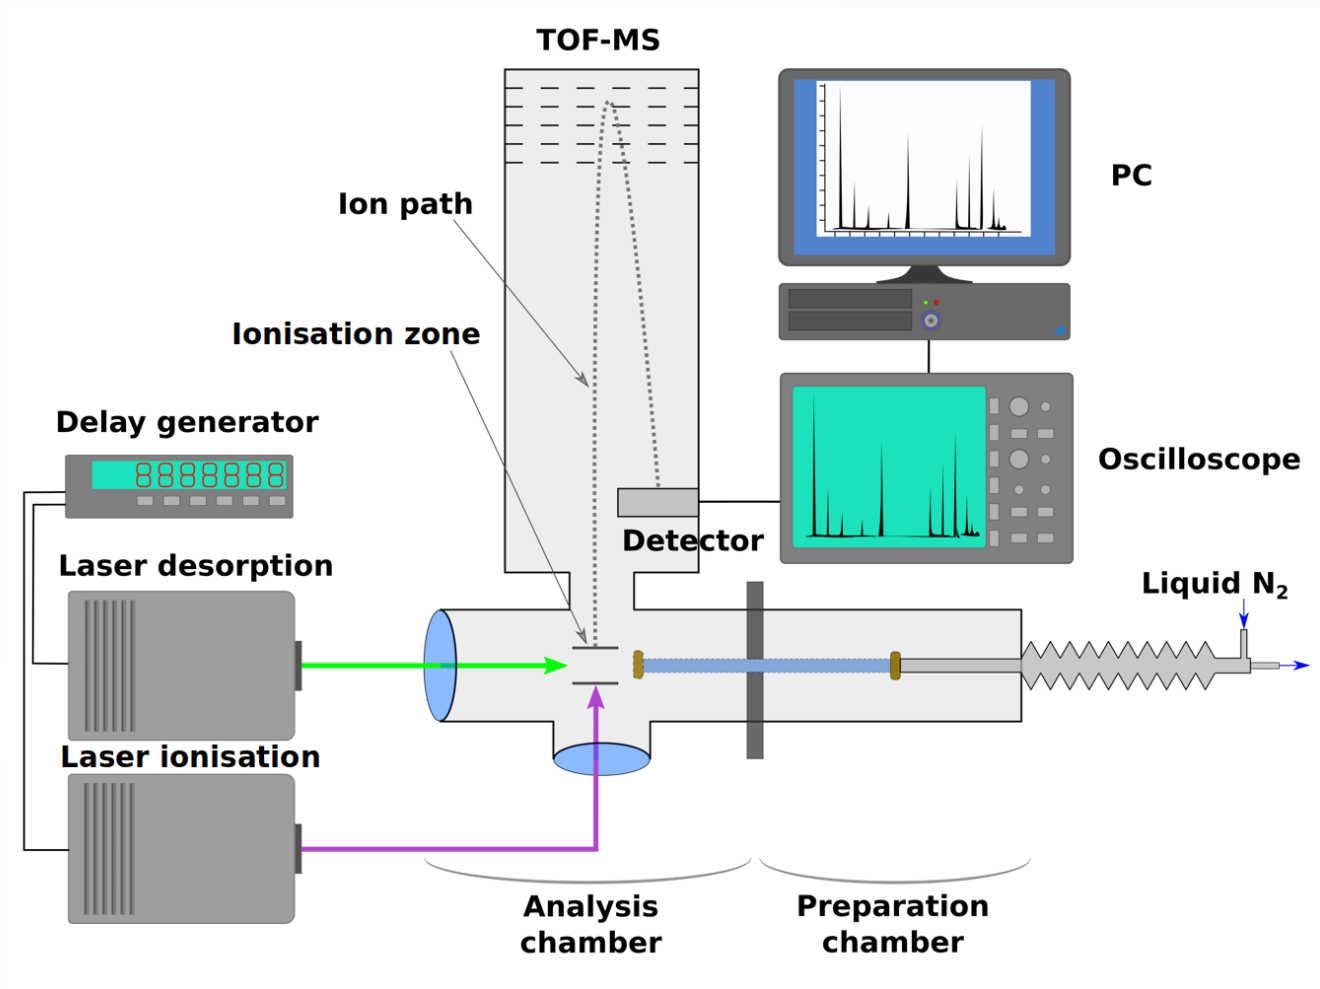 TOF-MS
PC
Ion path
Ionisation zone
Delay generator
8888888
Oscilloscope
Detector
Laser desorption
Liquid N₂
Laser ionisation
Analysis
chamber
Preparation
chamber